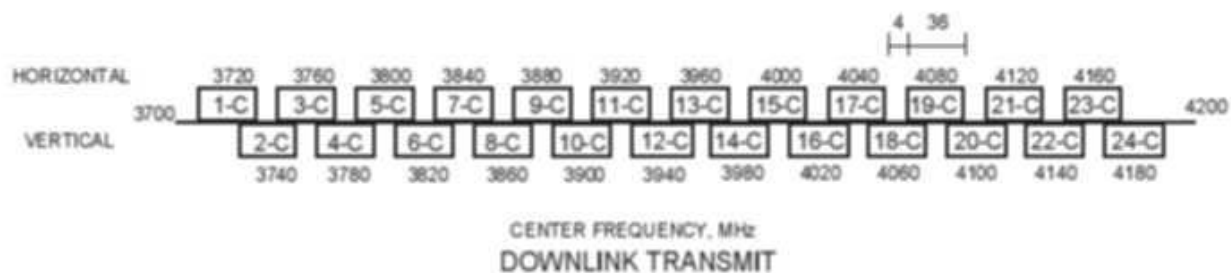 4 36
3720 3760 3800 3840 3880 3920 3960 4000 4040 4080 4120 4160
HORIZONTAL
1-C 3-C 5-C 7-C 9-C 11-C 13-C 15-C 17-C 19-C 21-C 23-C
3700 4200
VERTICAL
2-C 4-C 6-C 8-C 10-C 12-C 14-C 16-C 18-C 20-C 22-C 24-C
3740 3780 3820 3860 3900 3940 3980 4020 4060 4100 4140 4180
CENTER FREQUENCY, MHz
DOWNLINK TRANSMIT